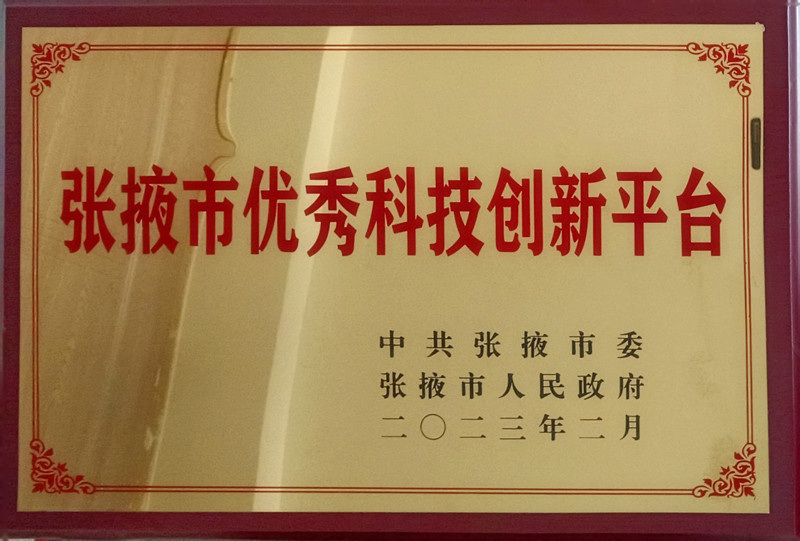 张掖市优秀科技创新平台
中共张掖市委
张掖市人民政府
二〇二三年二月